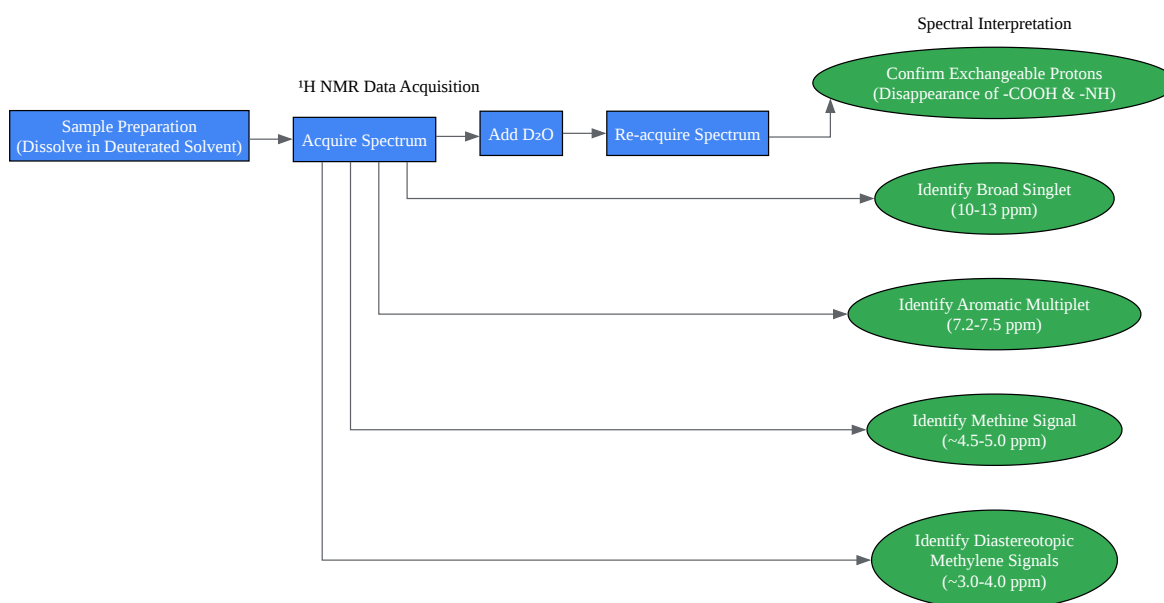 Spectral Interpretation
Confirm Exchangeable Protons
(Disappearance of -COOH & -NH)
¹H NMR Data Acquisition
Sample Preparation
(Dissolve in Deuterated Solvent)
Acquire Spectrum
Add D₂O
Re-acquire Spectrum
Identify Broad Singlet
(10-13 ppm)
Identify Aromatic Multiplet
(7.2-7.5 ppm)
Identify Methine Signal
(~4.5-5.0 ppm)
Identify Diastereotopic
Methylene Signals
(~3.0-4.0 ppm)